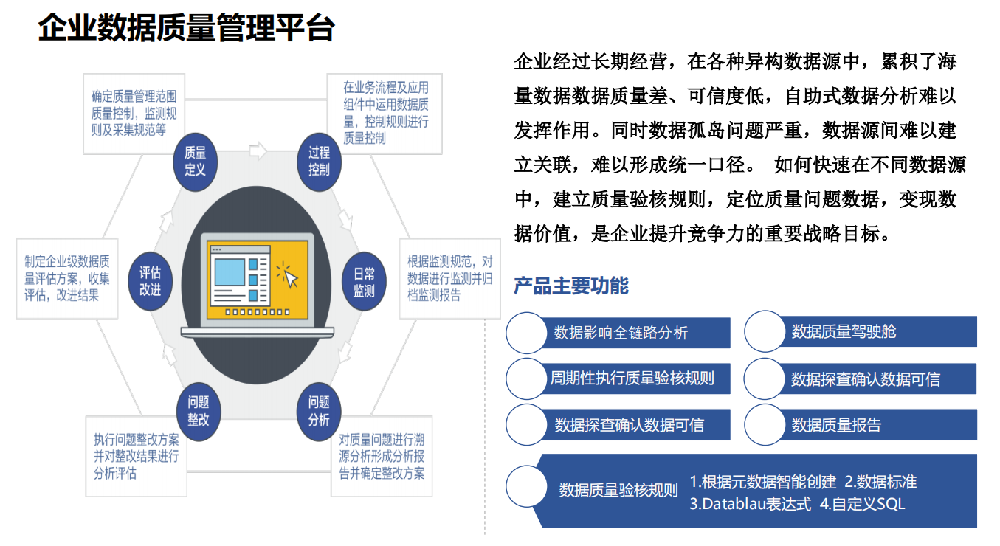 企业数据质量管理平台
确定质量管理范围
质量控制，监测规
则及采集规范等
在业务流程及应用
组件中运用数据质
量，控制规则进行
质量控制
质量
定义
过程
控制
制定企业级数据质
量评估方案，收集
评估，改进结果
评估
改进
日常
监测
根据监测规范，对
数据进行监测并归
档监测报告
问题
整改
问题
分析
执行问题整改方案
并对整改结果进行
分析评估
对质量问题进行溯
源分析形成分析报
告并确定整改方案
企业经过长期经营，在各种异构数据源中，累积了海
量数据数据质量差、可信度低，自助式数据分析难以
发挥作用。同时数据孤岛问题严重，数据源间难以建
立关联，难以形成统一口径。 如何快速在不同数据源
中，建立质量验核规则，定位质量问题数据，变现数
据价值，是企业提升竞争力的重要战略目标。
产品主要功能
数据影响全链路分析
数据质量驾驶舱
周期性执行质量验核规则
数据探查确认数据可信
数据探查确认数据可信
数据质量报告
数据质量验核规则
1.根据元数据智能创建 2.数据标准
3.Datablau表达式 4.自定义SQL